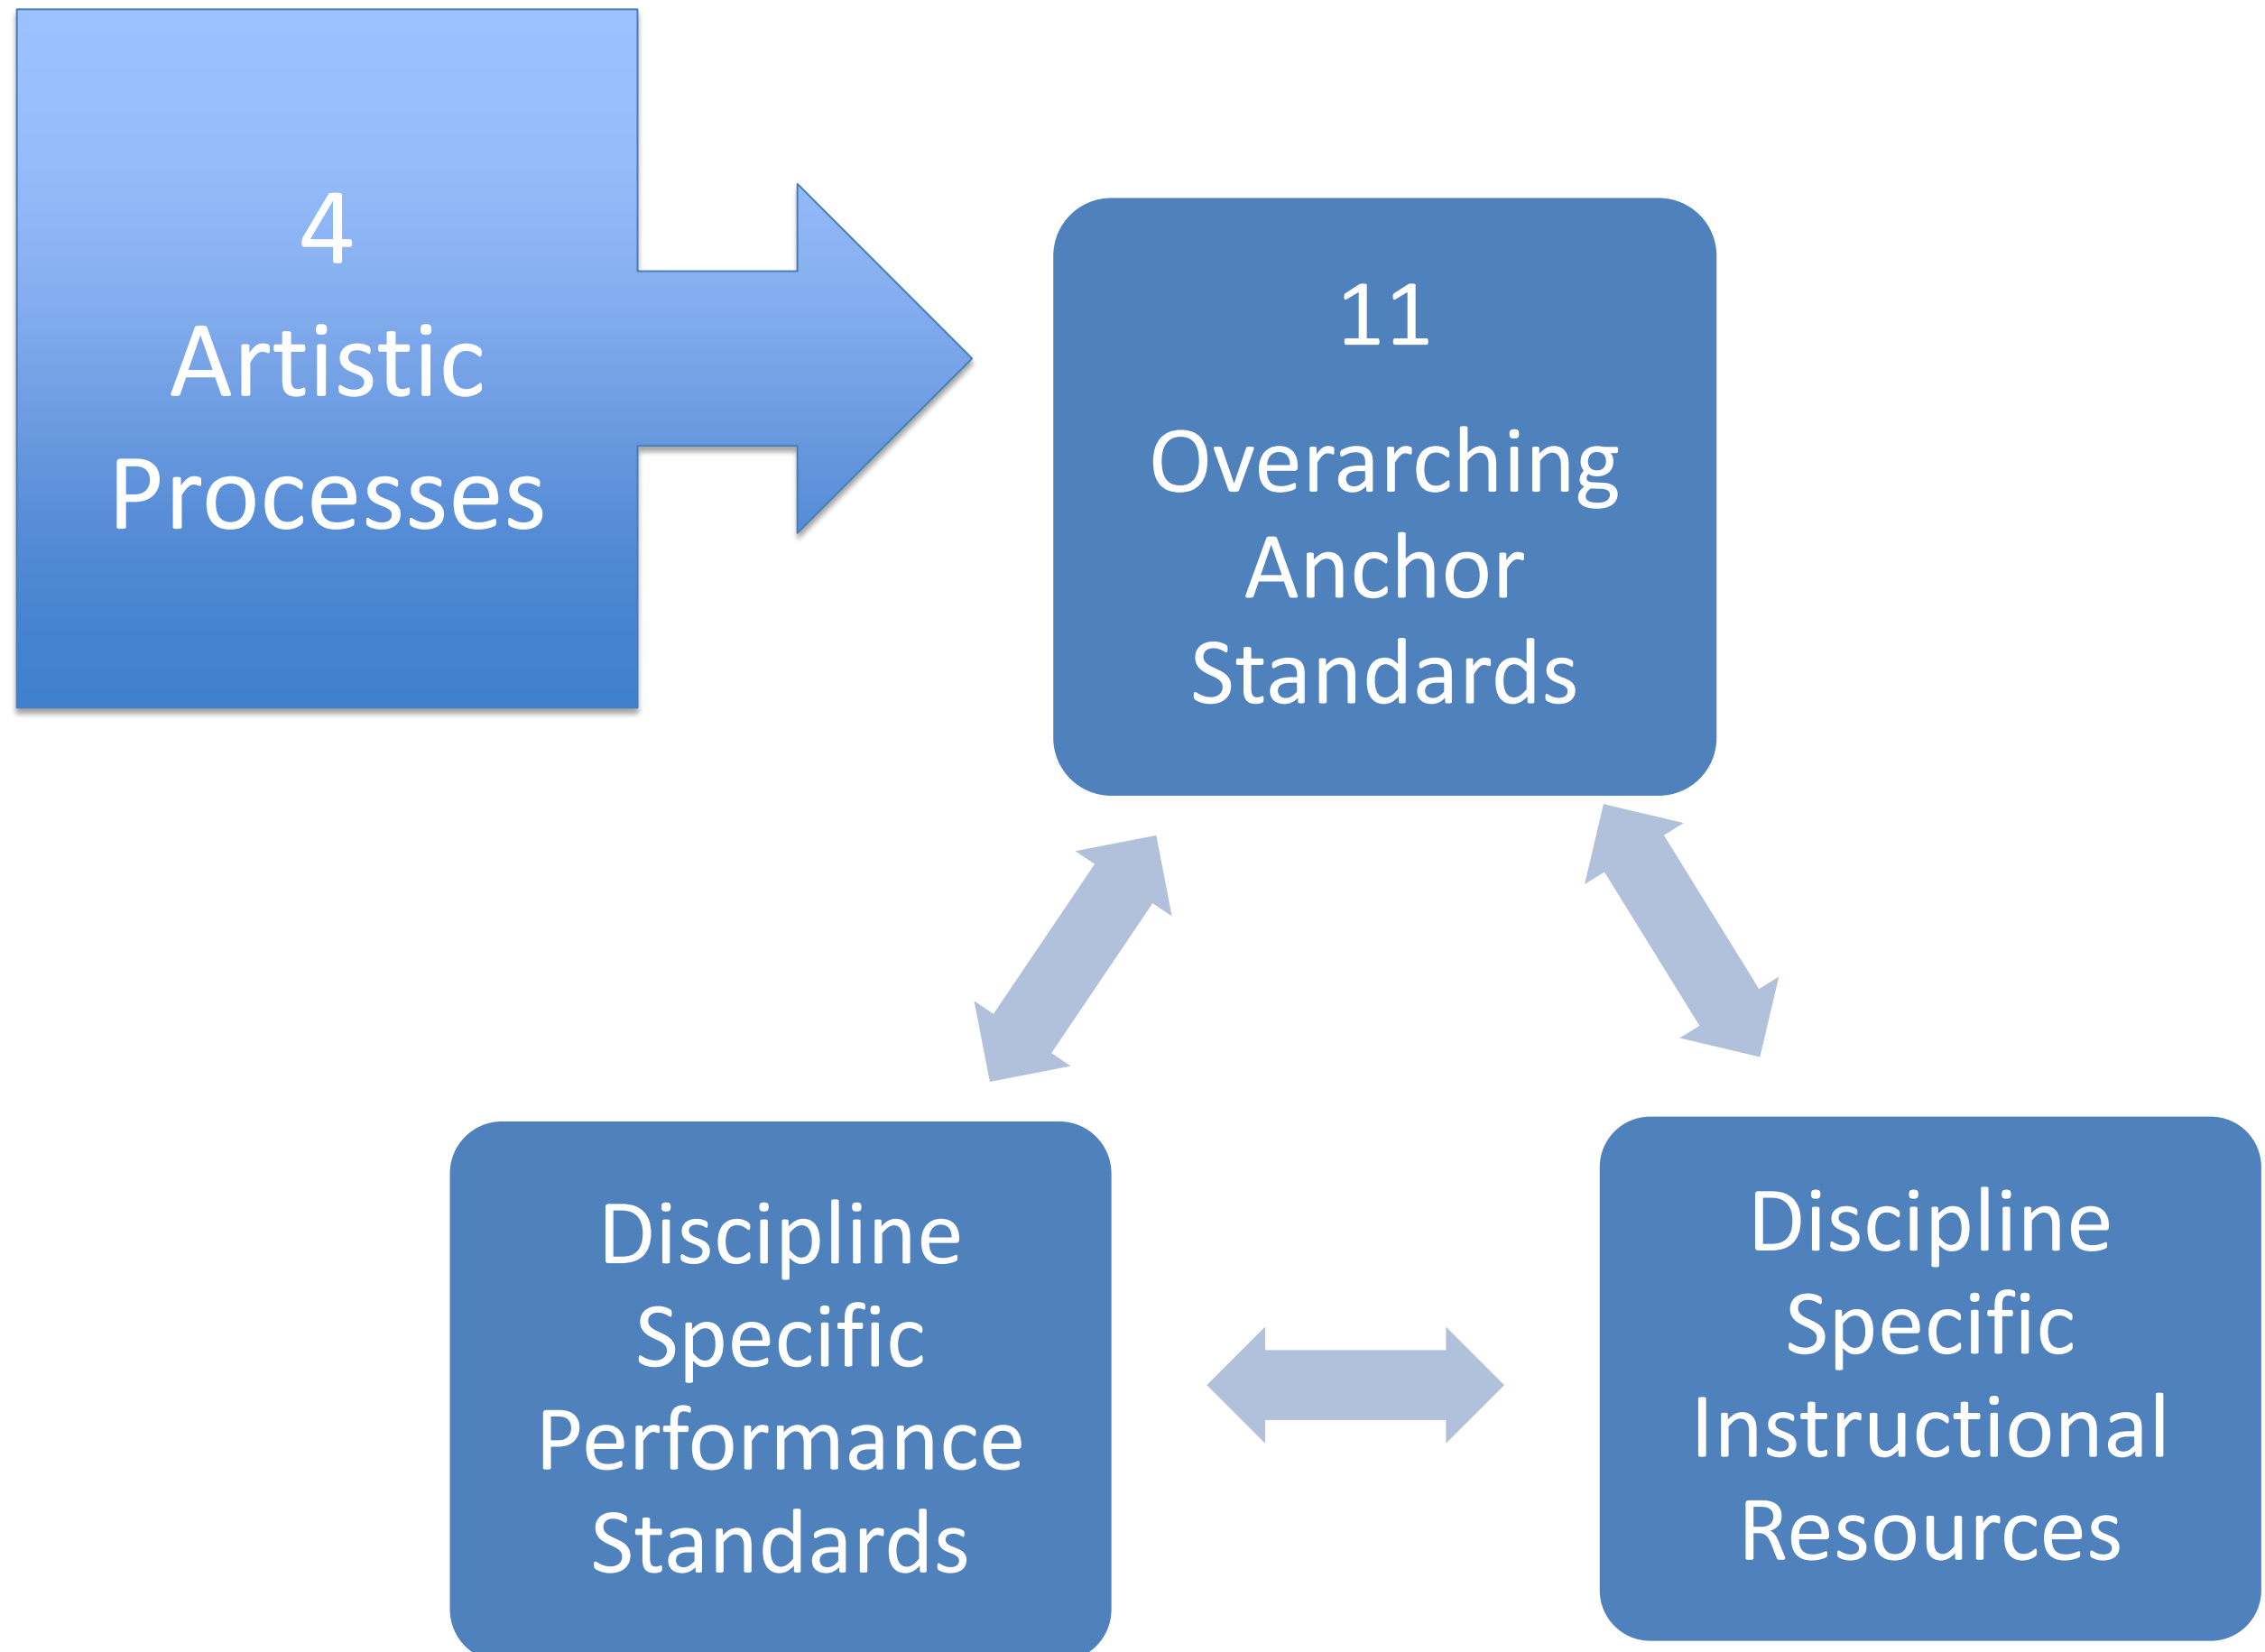 4
Artistic
Processes
11
Overarching
Anchor
Standards
Discipline
Specific
Performance
Standards
Discipline
Specific
Instructional
Resources